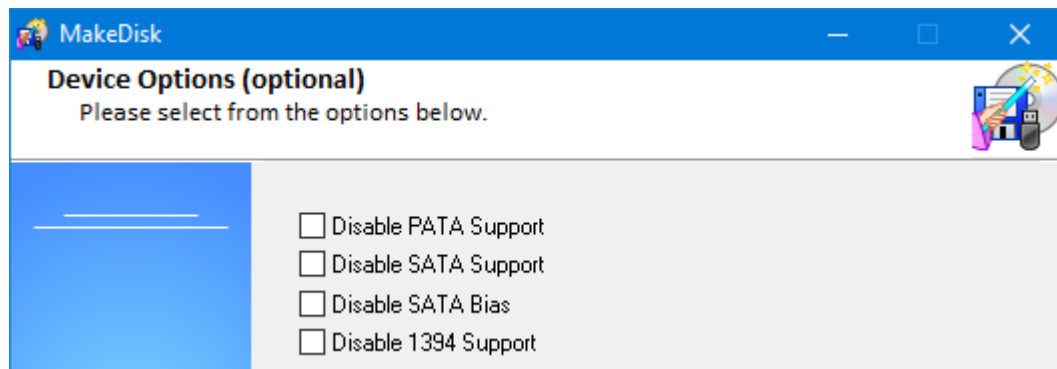 MakeDisk
Device Options (optional)
Please select from the options below.
Disable PATA Support
Disable SATA Support
Disable SATA Bias
Disable 1394 Support